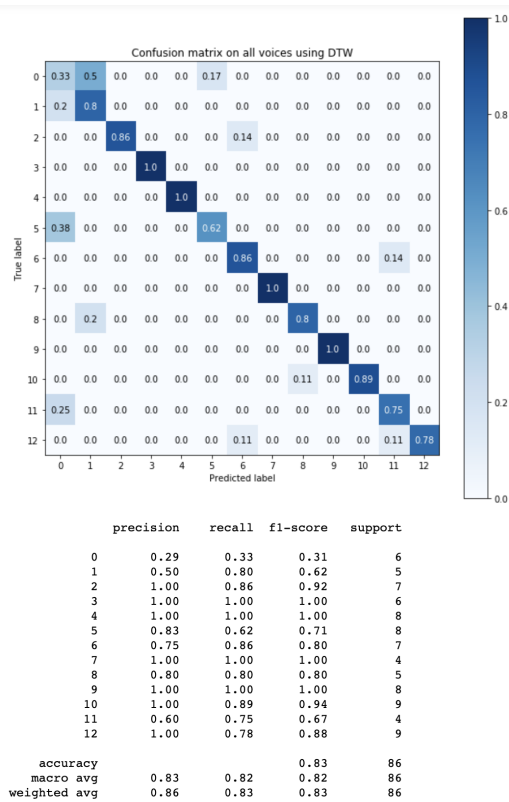 Confusion matrix on all voices using DTW
1.0
0.8
0.6
0.4
0.2
0.0
True label
0 0.33 0.5 0.0 0.0 0.0 0.17 0.0 0.0 0.0 0.0 0.0 0.0 0.0
1 0.2 0.8 0.0 0.0 0.0 0.0 0.0 0.0 0.0 0.0 0.0 0.0 0.0
2 0.0 0.0 0.86 0.0 0.0 0.0 0.14 0.0 0.0 0.0 0.0 0.0 0.0
3 0.0 0.0 0.0 1.0 0.0 0.0 0.0 0.0 0.0 0.0 0.0 0.0 0.0
4 0.0 0.0 0.0 0.0 1.0 0.0 0.0 0.0 0.0 0.0 0.0 0.0 0.0
5 0.38 0.0 0.0 0.0 0.0 0.62 0.0 0.0 0.0 0.0 0.0 0.0 0.0
6 0.0 0.0 0.0 0.0 0.0 0.0 0.86 0.0 0.0 0.0 0.0 0.14 0.0
7 0.0 0.0 0.0 0.0 0.0 0.0 0.0 1.0 0.0 0.0 0.0 0.0 0.0
8 0.0 0.2 0.0 0.0 0.0 0.0 0.0 0.0 0.8 0.0 0.0 0.0 0.0
9 0.0 0.0 0.0 0.0 0.0 0.0 0.0 0.0 0.0 1.0 0.0 0.0 0.0
10 0.0 0.0 0.0 0.0 0.0 0.0 0.0 0.0 0.11 0.0 0.89 0.0 0.0
11 0.25 0.0 0.0 0.0 0.0 0.0 0.0 0.0 0.0 0.0 0.0 0.75 0.0
12 0.0 0.0 0.0 0.0 0.0 0.0 0.11 0.0 0.0 0.0 0.0 0.11 0.78
0 1 2 3 4 5 6 7 8 9 10 11 12
Predicted label
precision recall f1-score support
0 0.29 0.33 0.31 6
1 0.50 0.80 0.62 5
2 1.00 0.86 0.92 7
3 1.00 1.00 1.00 6
4 1.00 1.00 1.00 8
5 0.83 0.62 0.71 8
6 0.75 0.86 0.80 7
7 1.00 1.00 1.00 4
8 0.80 0.80 0.80 5
9 1.00 1.00 1.00 8
10 1.00 0.89 0.94 9
11 0.60 0.75 0.67 4
12 1.00 0.78 0.88 9
accuracy 0.83 86
macro avg 0.83 0.82 0.82 86
weighted avg 0.86 0.83 0.83 86